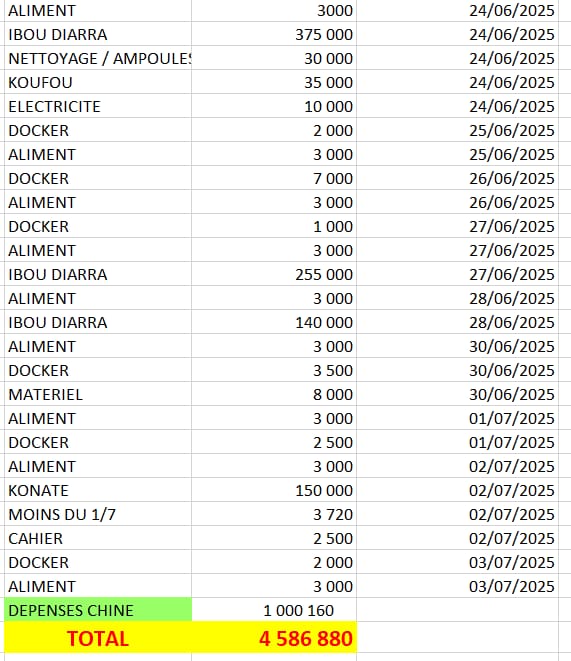 ALIMENT 3000 24/06/2025
IBOU DIARRA 375 000 24/06/2025
NETTOYAGE / AMPOULES 30 000 24/06/2025
KOUFOU 35 000 24/06/2025
ELECTRICITE 10 000 24/06/2025
DOCKER 2 000 25/06/2025
ALIMENT 3 000 25/06/2025
DOCKER 7 000 26/06/2025
ALIMENT 3 000 26/06/2025
DOCKER 1 000 27/06/2025
ALIMENT 3 000 27/06/2025
IBOU DIARRA 255 000 27/06/2025
ALIMENT 3 000 28/06/2025
IBOU DIARRA 140 000 28/06/2025
ALIMENT 3 000 30/06/2025
DOCKER 3 500 30/06/2025
MATERIEL 8 000 30/06/2025
ALIMENT 3 000 01/07/2025
DOCKER 2 500 01/07/2025
ALIMENT 3 000 02/07/2025
KONATE 150 000 02/07/2025
MOINS DU 1/7 3 720 02/07/2025
CAHIER 2 500 02/07/2025
DOCKER 2 000 03/07/2025
ALIMENT 3 000 03/07/2025
DEPENSES CHINE 1 000 160
TOTAL 4 586 880